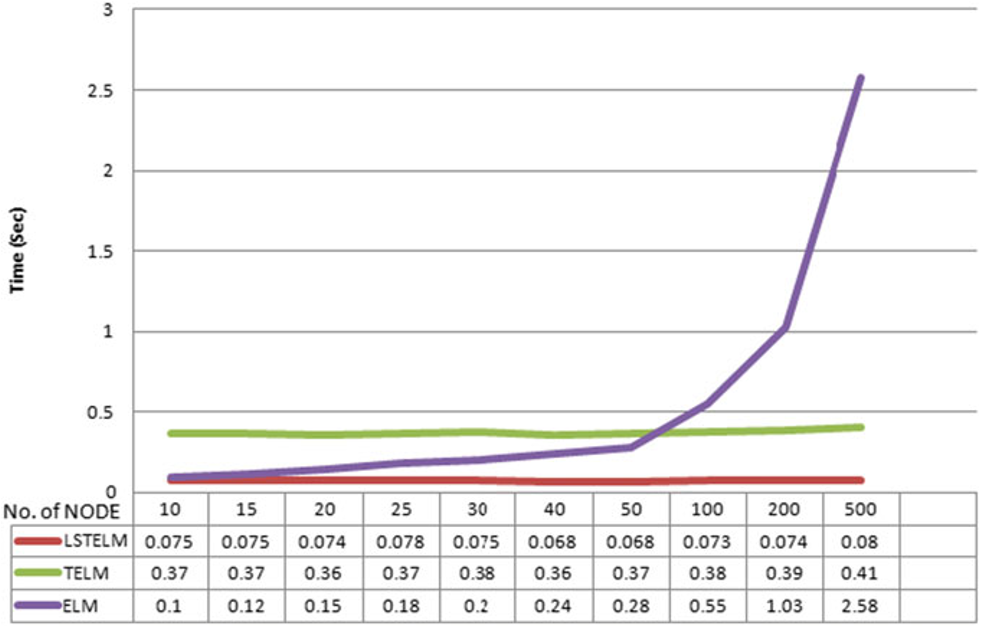 3
2.5
2
1.5
1
0.5
0
Time (Sec)
No. of NODE 10 15 20 25 30 40 50 100 200 500
LSTELM 0.075 0.075 0.074 0.078 0.075 0.068 0.068 0.073 0.074 0.08
TELM 0.37 0.37 0.36 0.37 0.38 0.36 0.37 0.38 0.39 0.41
ELM 0.1 0.12 0.15 0.18 0.2 0.24 0.28 0.55 1.03 2.58